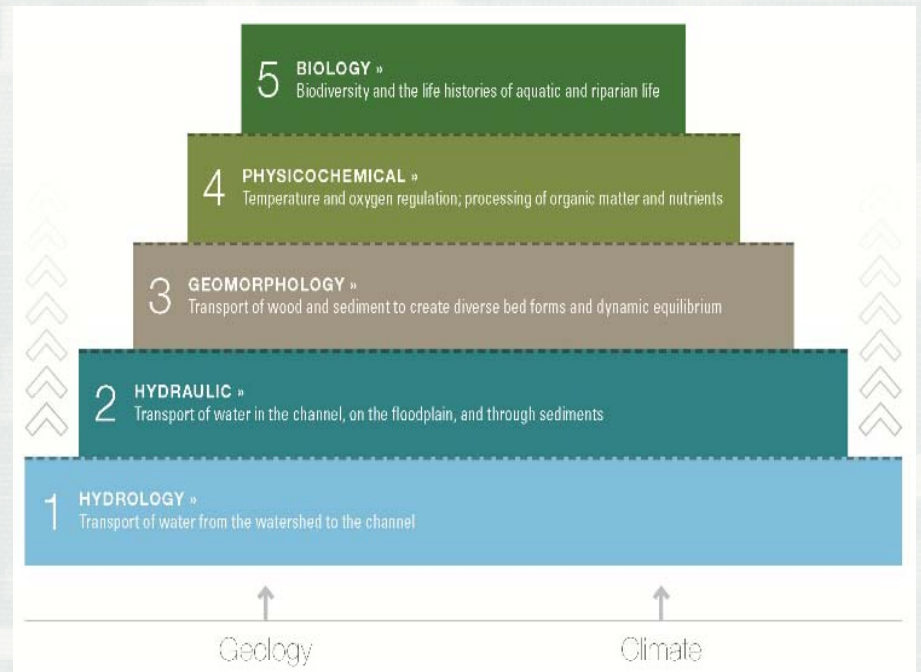 5 BIOLOGY »
Biodiversity and the life histories of aquatic and riparian life
4 PHYSICOCHEMICAL »
Temperature and oxygen regulation; processing of organic matter and nutrients
3 GEOMORPHOLOGY »
Transport of wood and sediment to create diverse bed forms and dynamic equilibrium
2 HYDRAULIC »
Transport of water in the channel, on the floodplain, and through sediments
1 HYDROLOGY »
Transport of water from the watershed to the channel
Geology Climate